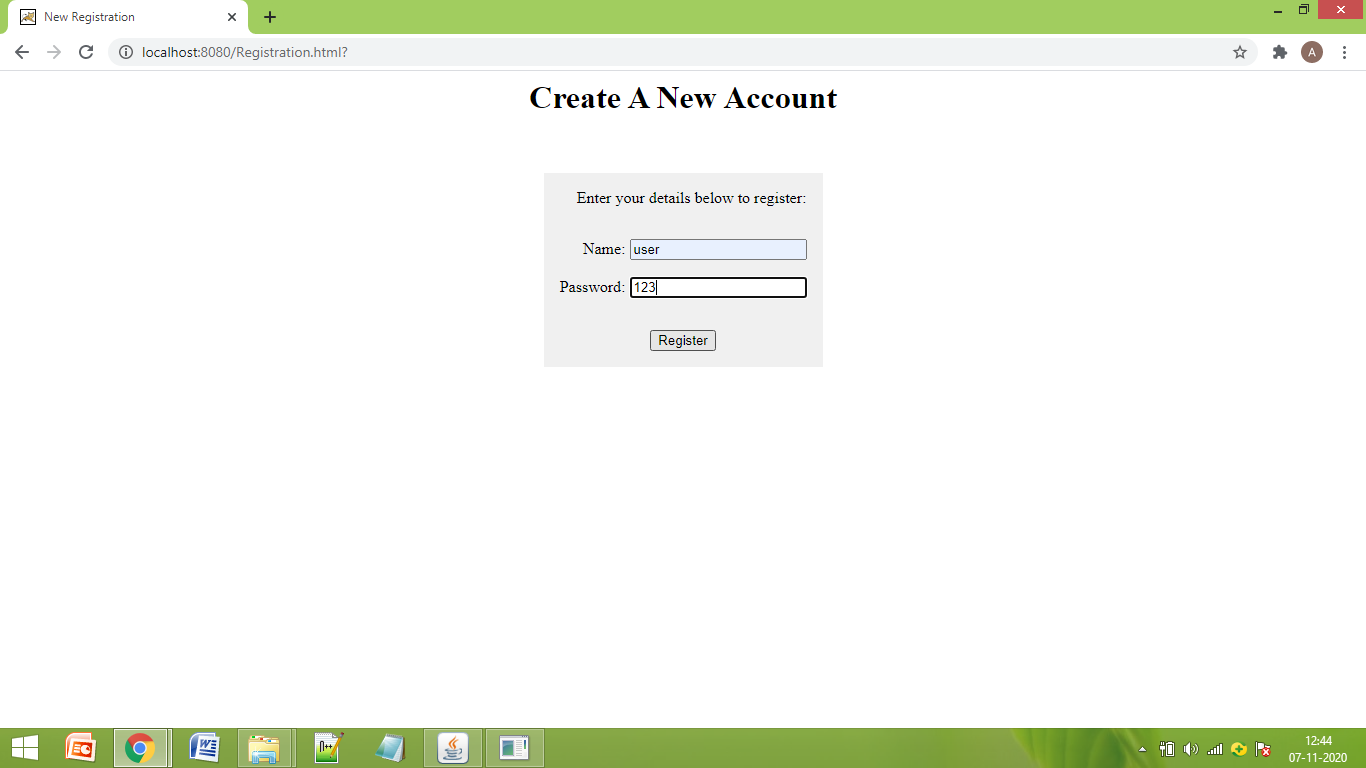 New Registration
localhost:8080/Registration.html?
A
Create A New Account
Enter your details below to register:
Name: user
Password: 123
Register
12:44
07-11-2020